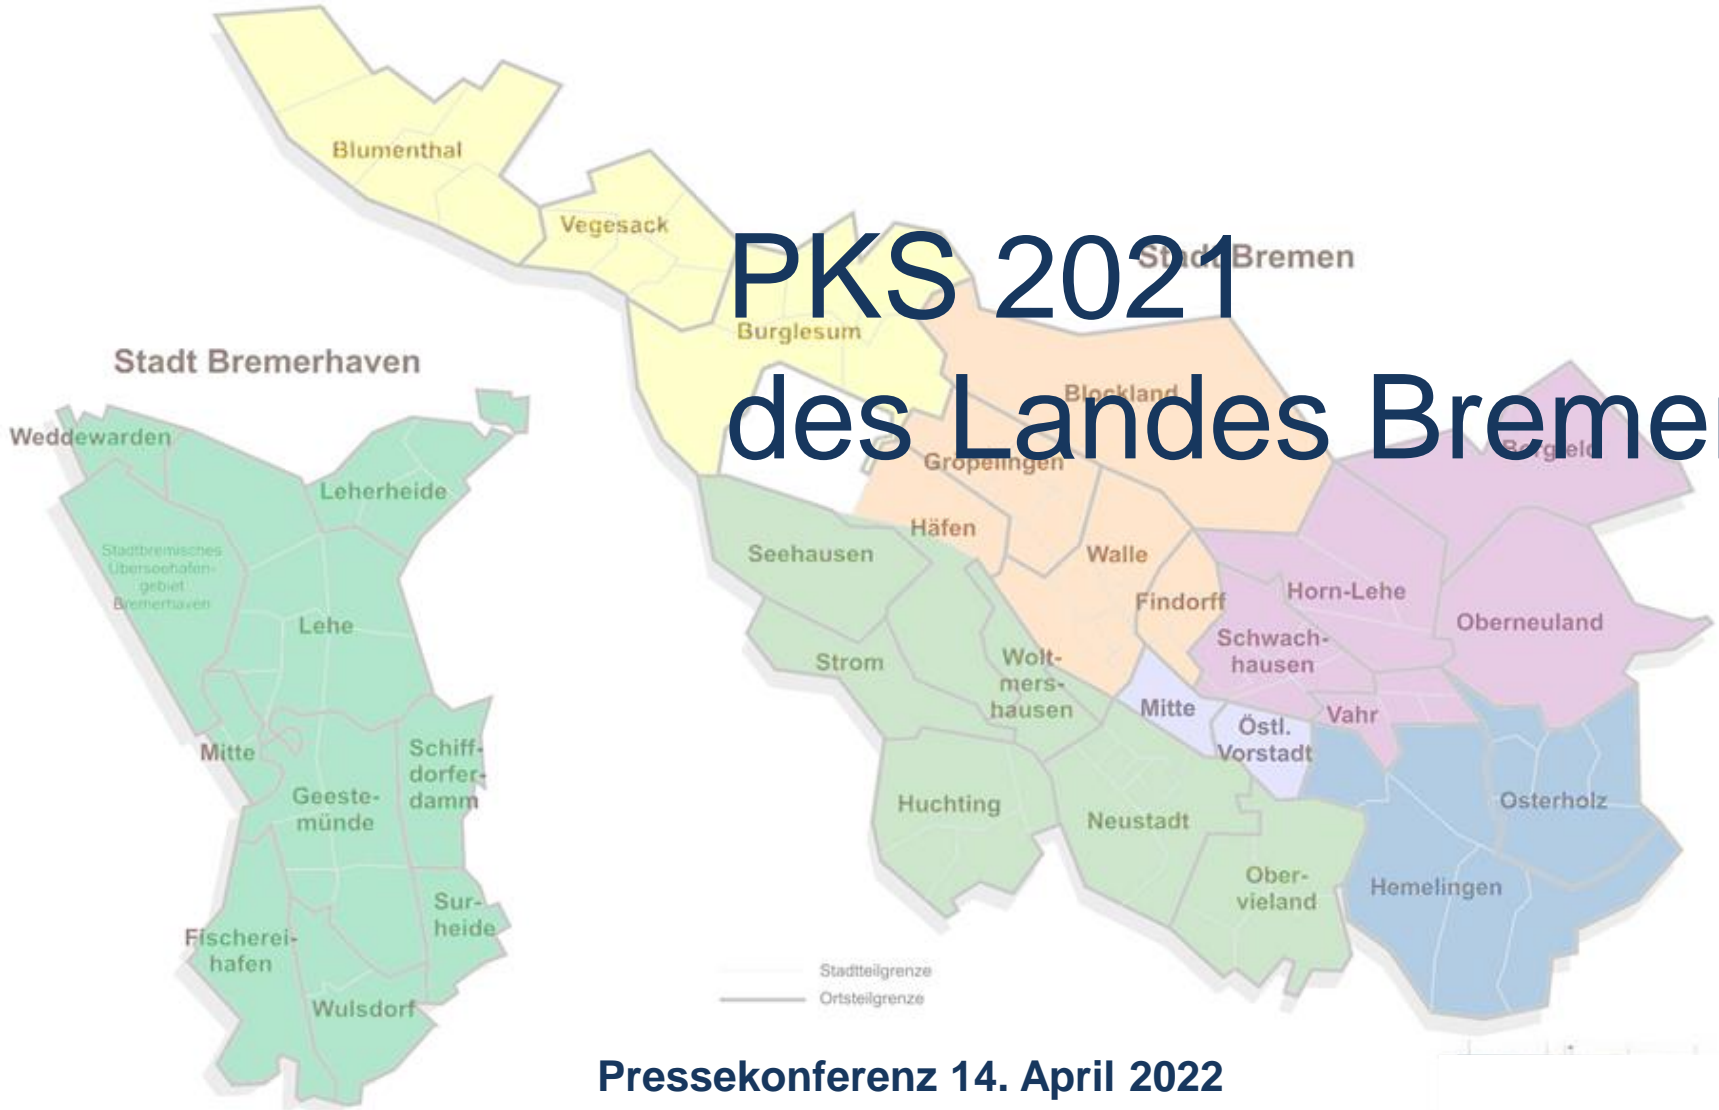 PKS 2021
des Landes Bremen
Stadt Bremen
Stadt Bremerhaven
Blumenthal
Vegesack
Burglesum
Blockland
Borgfeld
Gröpelingen
Häfen
Walle
Findorff
Seehausen
Strom
Wolt-
mers-
hausen
Horn-Lehe
Oberneuland
Schwach-
hausen
Vahr
Mitte
Östl.
Vorstadt
Huchting
Neustadt
Ober-
vieland
Hemelingen
Osterholz
Weddewarden
Leherheide
Stadtbremisches
Überseehafen-
gebiet
Bremerhaven
Lehe
Mitte
Geeste-
münde
Schiff-
dorfer-
damm
Sur-
heide
Fischerei-
hafen
Wulsdorf
Stadtteilgrenze
Ortsteilgrenze
Pressekonferenz 14. April 2022